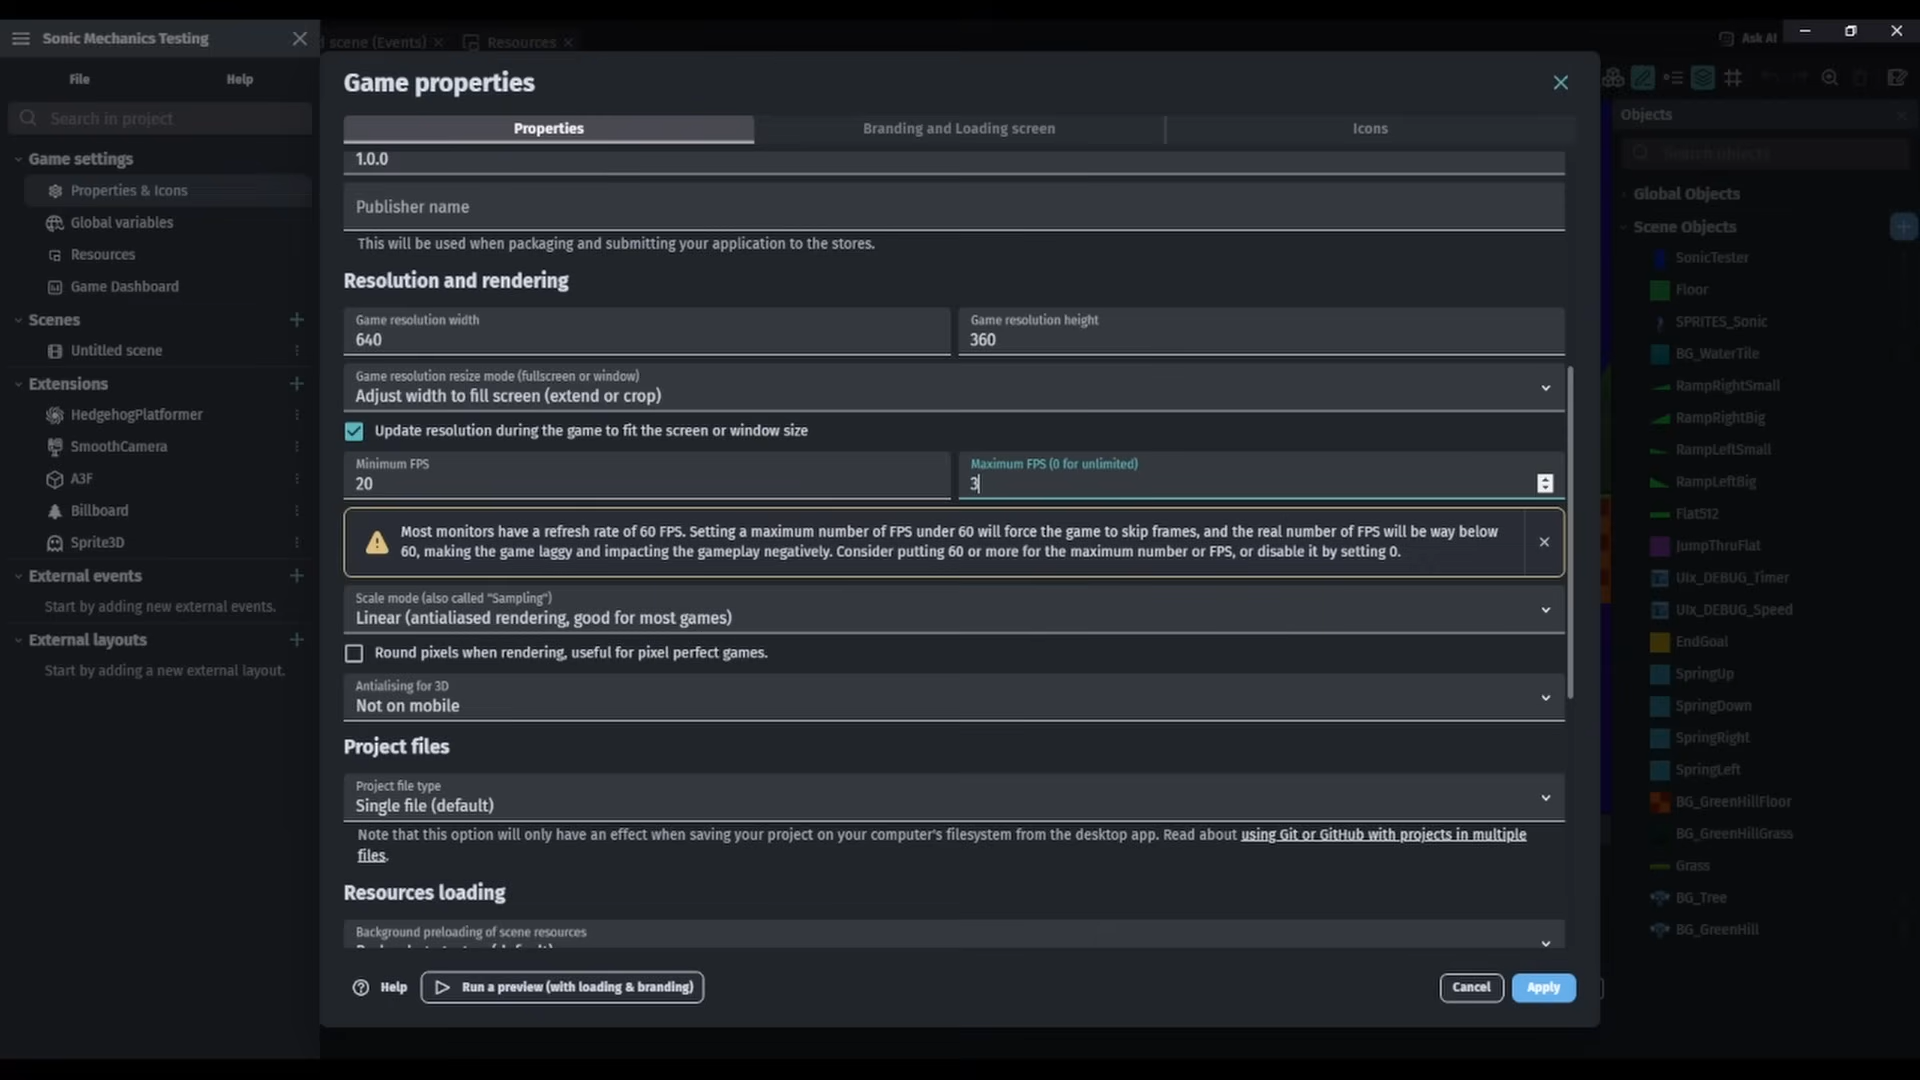 Sonic Mechanics Testing
File
Help
Search in project
Game settings
Properties & Icons
Global variables
Resources
Game Dashboard
Scenes
Untitled scene
Extensions
HedgehogPlatformer
SmoothCamera
A3F
Billboard
Sprite3D
External events
Start by adding new external events.
External layouts
Start by adding a new external layout.
scene (Events)
Resources
Ask AI
Game properties
Properties
Branding and Loading screen
Icons
1.0.0
Publisher name
This will be used when packaging and submitting your application to the stores.
Resolution and rendering
Game resolution width
640
Game resolution height
360
Game resolution resize mode (fullscreen or window)
Adjust width to fill screen (extend or crop)
Update resolution during the game to fit the screen or window size
Minimum FPS
20
Maximum FPS (0 for unlimited)
3
Most monitors have a refresh rate of 60 FPS. Setting a maximum number of FPS under 60 will force the game to skip frames, and the real number of FPS will be way below
60, making the game laggy and impacting the gameplay negatively. Consider putting 60 or more for the maximum number or FPS, or disable it by setting 0.
Scale mode (also called "Sampling")
Linear (antialiased rendering, good for most games)
Round pixels when rendering, useful for pixel perfect games.
Antialising for 3D
Not on mobile
Project files
Project file type
Single file (default)
Note that this option will only have an effect when saving your project on your computer's filesystem from the desktop app. Read about using Git or GitHub with projects in multiple
files.
Resources loading
Background preloading of scene resources
Help
Run a preview (with loading & branding)
Cancel
Apply
Objects
Search objects
Global Objects
Scene Objects
SonicTester
Floor
SPRITES_Sonic
BG_WaterTile
RampRightSmall
RampRightBig
RampLeftSmall
RampLeftBig
Flat512
JumpThruFlat
UIx_DEBUG_Timer
UIx_DEBUG_Speed
EndGoal
SpringUp
SpringDown
SpringRight
SpringLeft
BG_GreenHillFloor
BG_GreenHillGrass
Grass
BG_Tree
BG_GreenHill